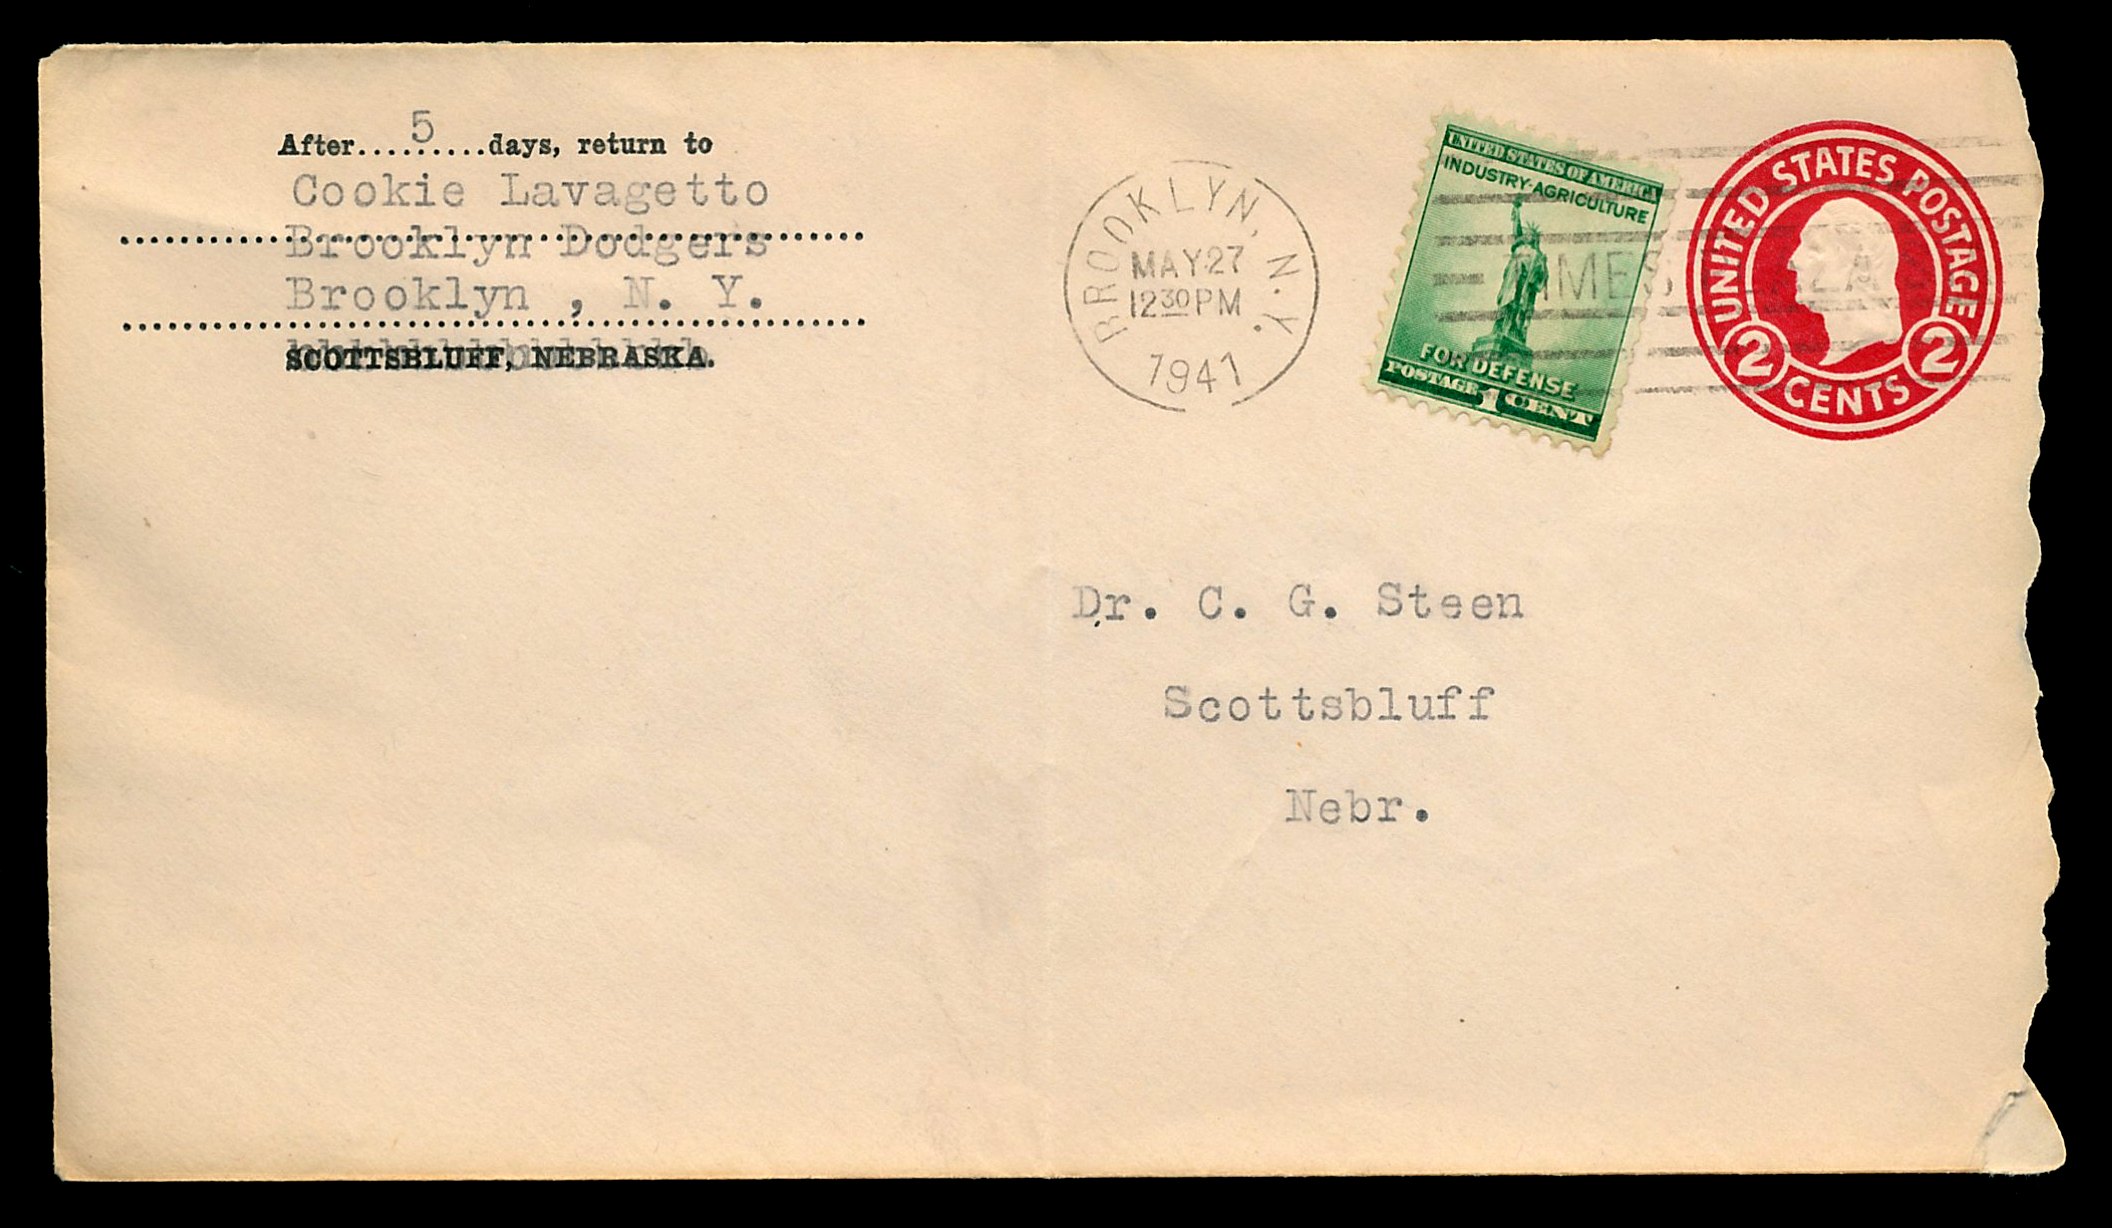 After....5.....days, return to
Cookie Lavagetto
Brooklyn Dodgers
Brooklyn , N. Y.
SCOTTSBLUFF, NEBRASKA.
BROOKLYN, N.Y.
MAY 27
12 30 PM
1941
UNITED STATES OF AMERICA
INDUSTRY·AGRICULTURE
FOR DEFENSE
POSTAGE 1 CENT
TIMES
UNITED STATES POSTAGE
2 CENTS 2
Dr. C. G. Steen
Scottsbluff
Nebr.